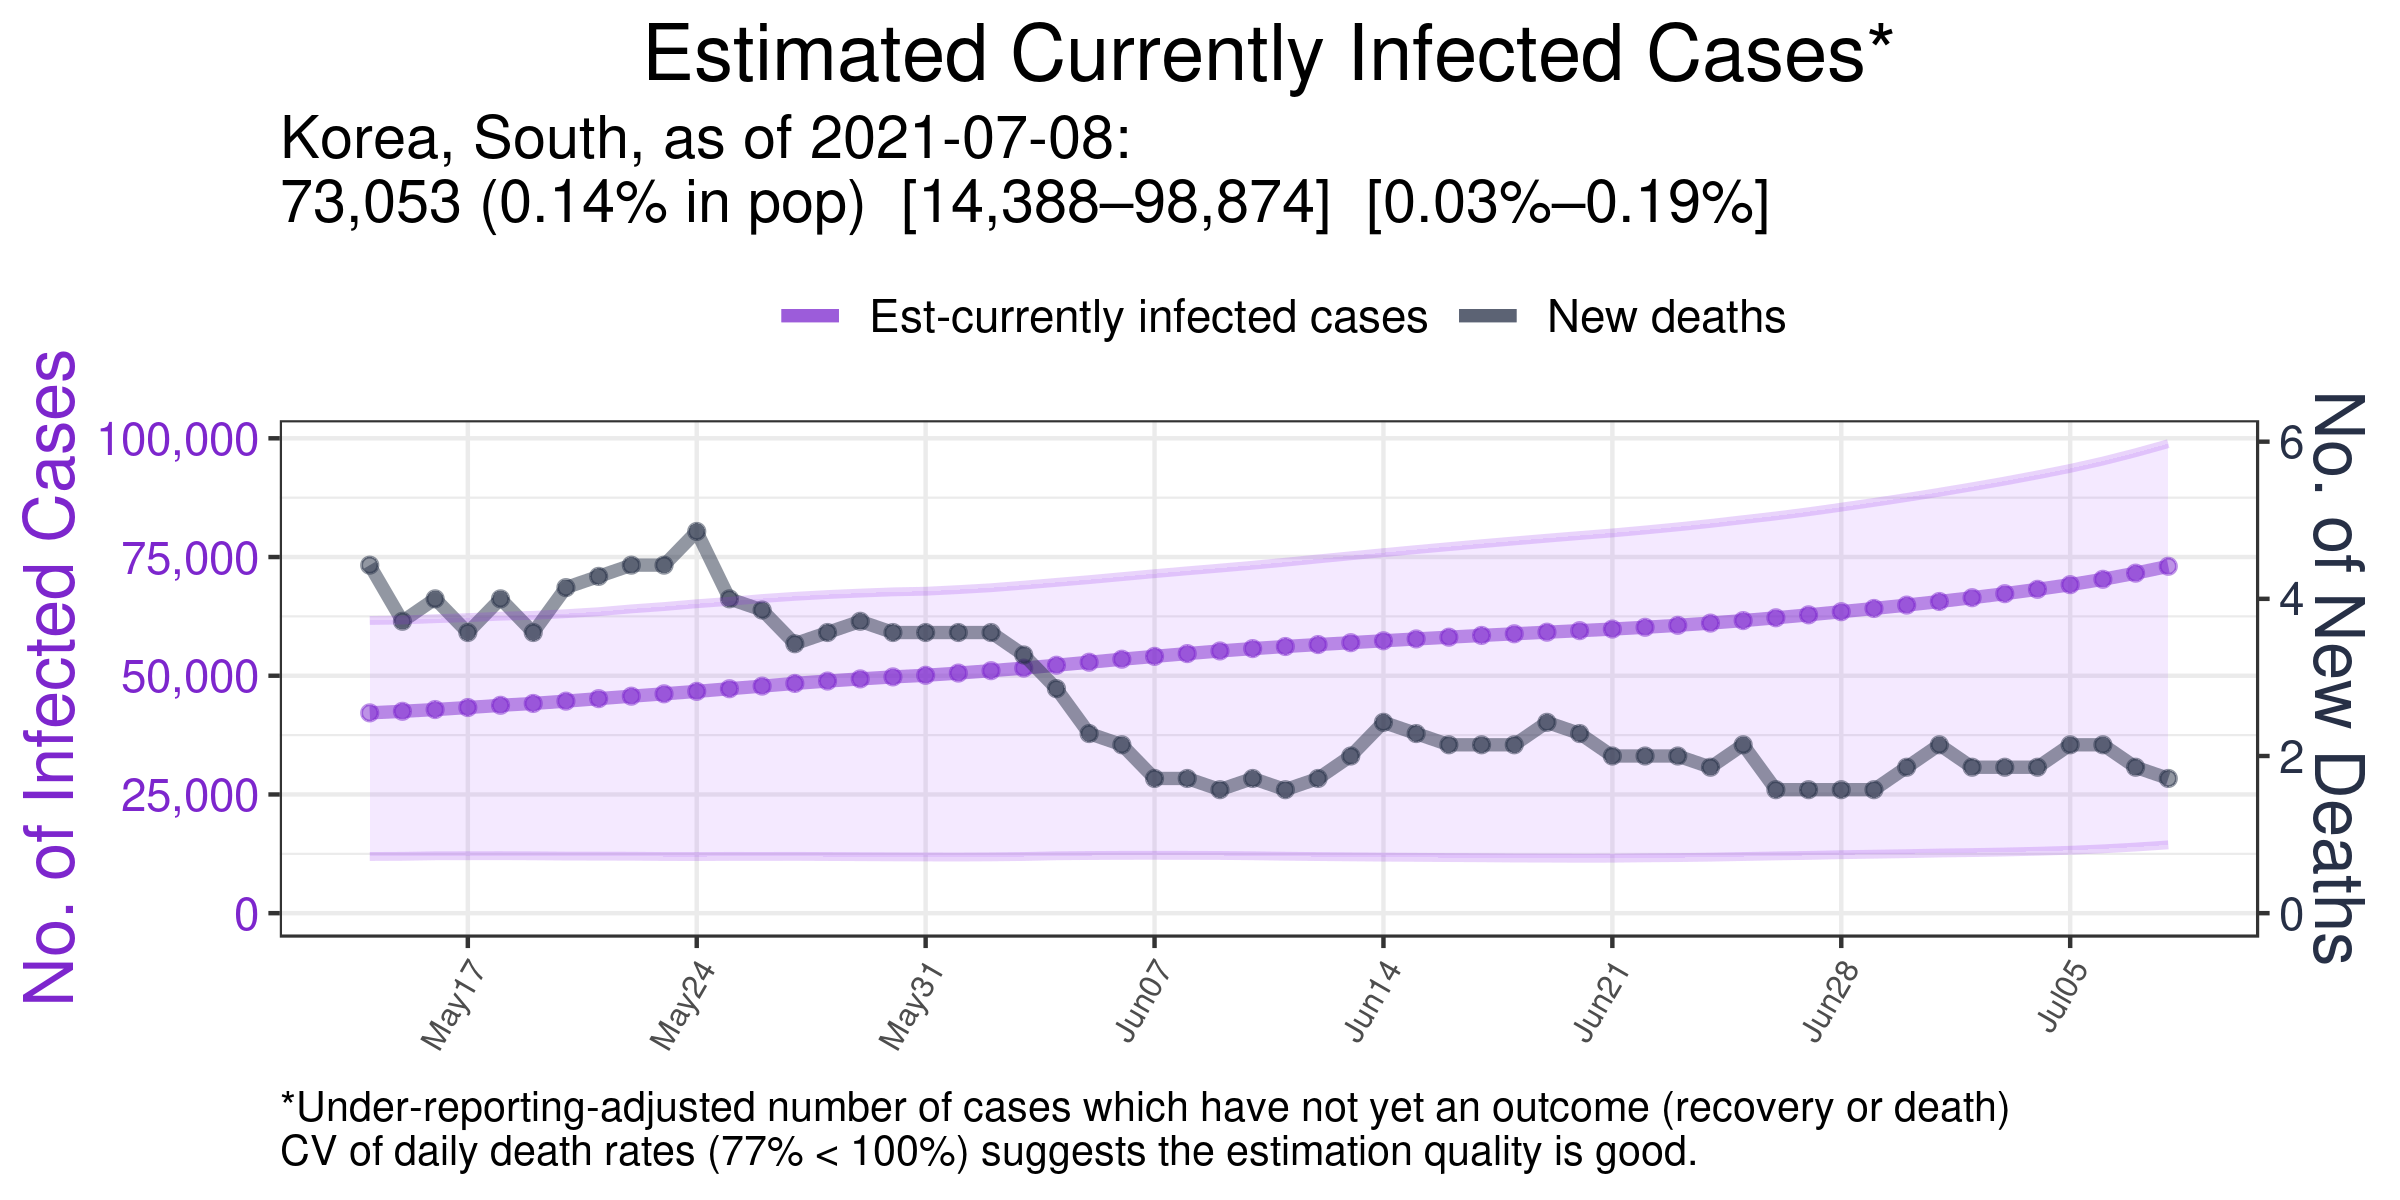 Estimated Currently Infected Cases*
Korea, South, as of 2021-07-08:
73,053 (0.14% in pop)  [14,388–98,874]  [0.03%–0.19%]
Est-currently infected cases
New deaths
No. of Infected Cases
100,000
75,000
50,000
25,000
0
No. of New Deaths
6
4
2
0
May17
May24
May31
Jun07
Jun14
Jun21
Jun28
Jul05
*Under-reporting-adjusted number of cases which have not yet an outcome (recovery or death)
CV of daily death rates (77% < 100%) suggests the estimation quality is good.